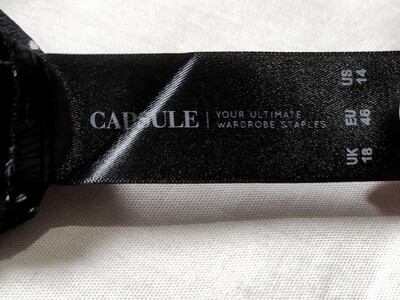 CAPSULE
YOUR ULTIMATE
WARDROBE STAPLES
US
14
EU
46
UK
18